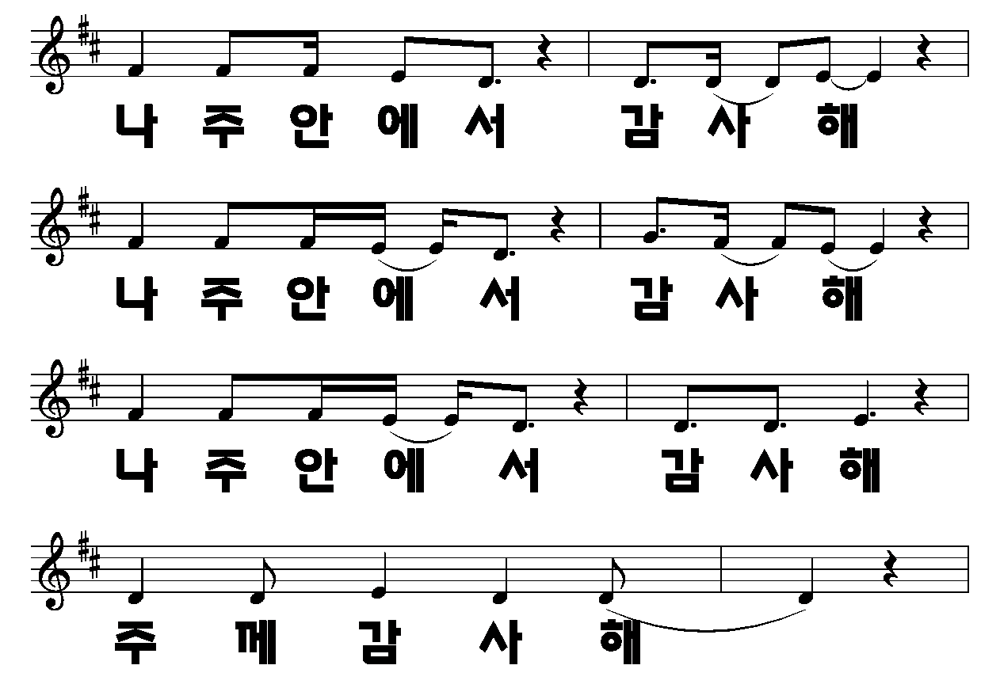 나 주 안 에 서 감 사 해
나 주 안 에 서 감 사 해
나 주 안 에 서 감 사 해
주 께 감 사 해